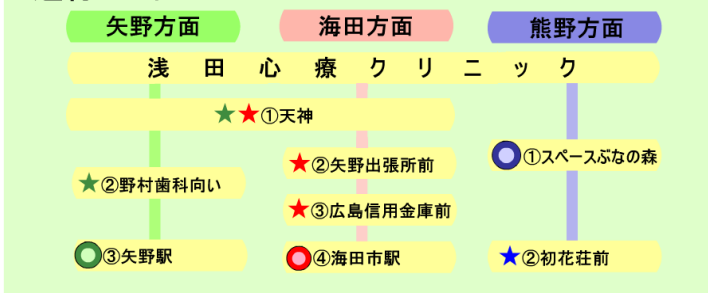 矢野方面 海田方面 熊野方面
浅田心療クリニック
★★①天神
★②矢野出張所前
①スペースぶなの森
★②野村歯科向い
★③広島信用金庫前
③矢野駅
④海田市駅
★②初花荘前